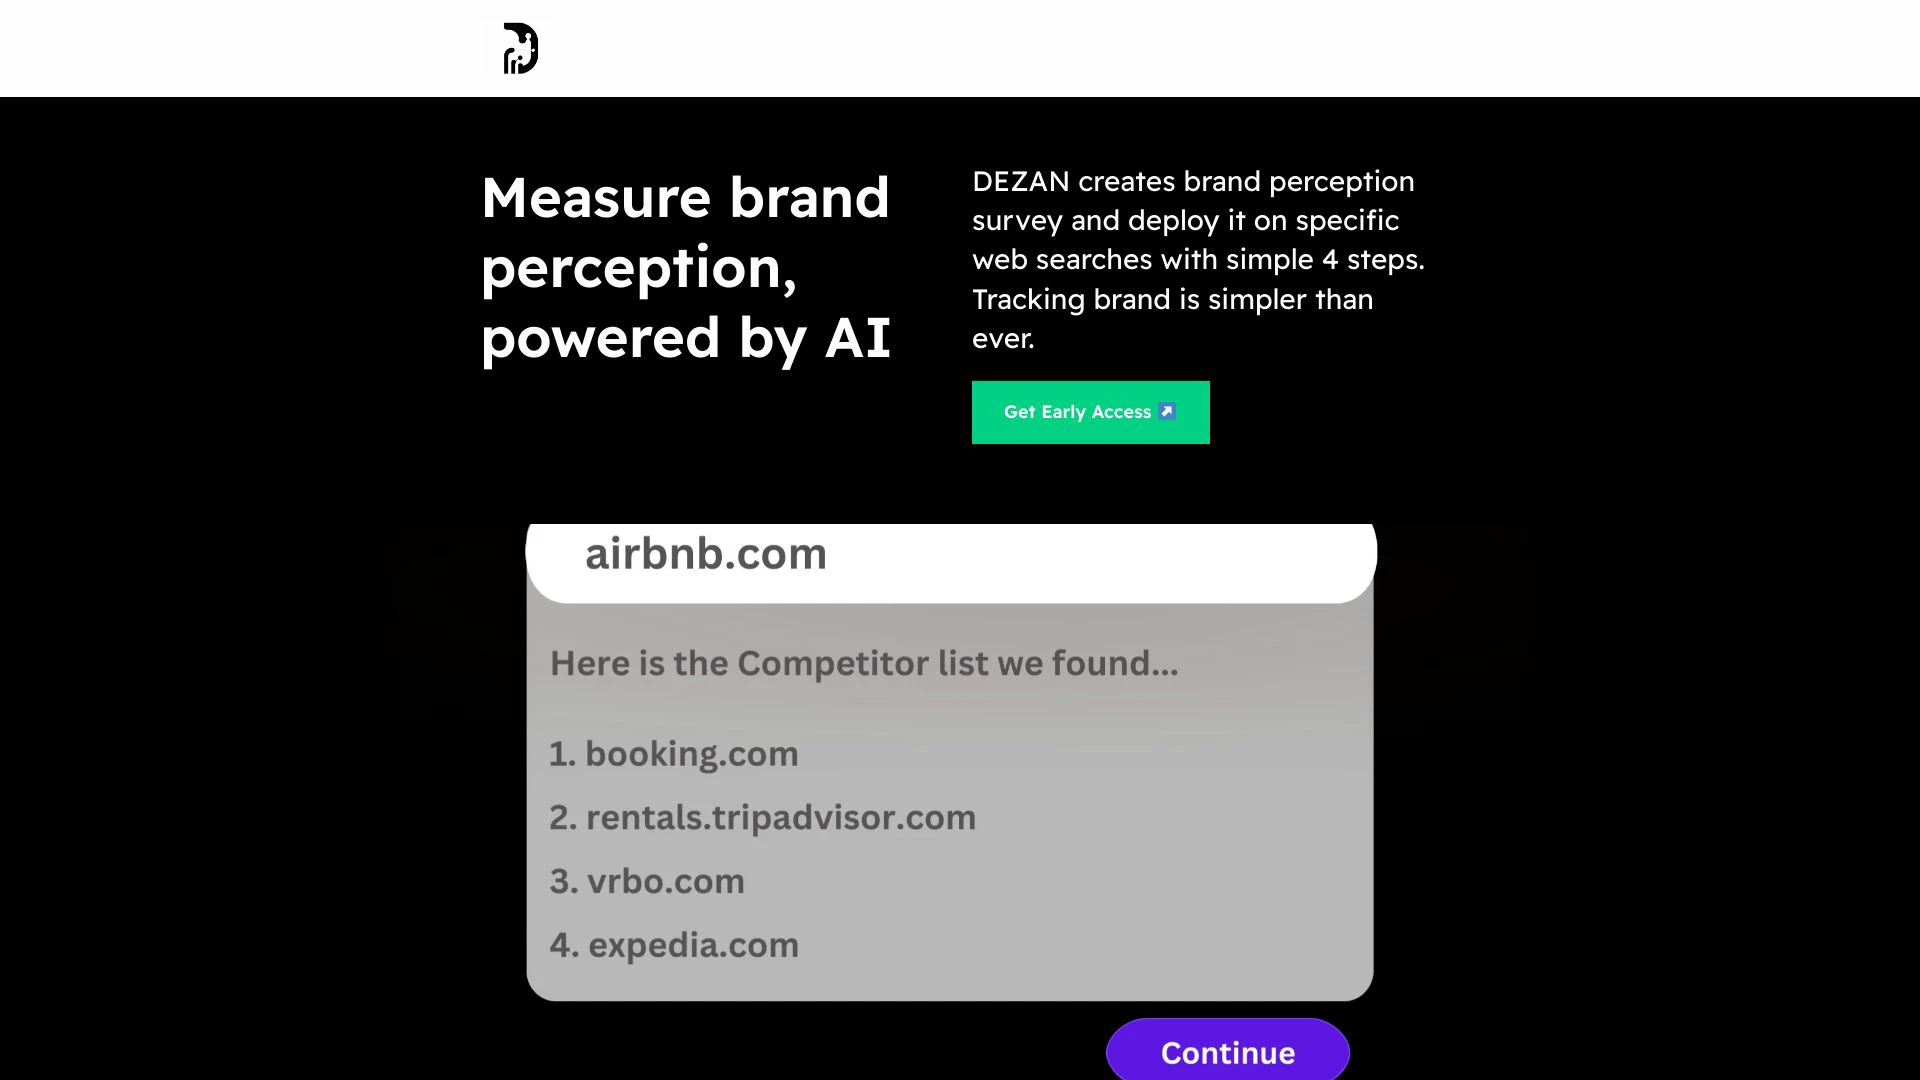 Measure brand
perception,
powered by AI
DEZAN creates brand perception
survey and deploy it on specific
web searches with simple 4 steps.
Tracking brand is simpler than
ever.
Get Early Access ↗️
airbnb.com
Here is the Competitor list we found...
1. booking.com
2. rentals.tripadvisor.com
3. vrbo.com
4. expedia.com
Continue